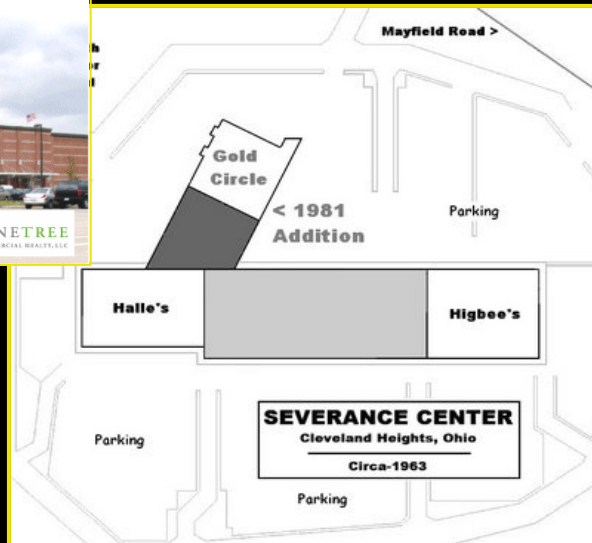 Mayfield Road >
Gold
Circle
< 1981
Addition
Parking
Halle's
Higbee's
SEVERANCE CENTER
Cleveland Heights, Ohio
Circa-1963
Parking
Parking
NETREE